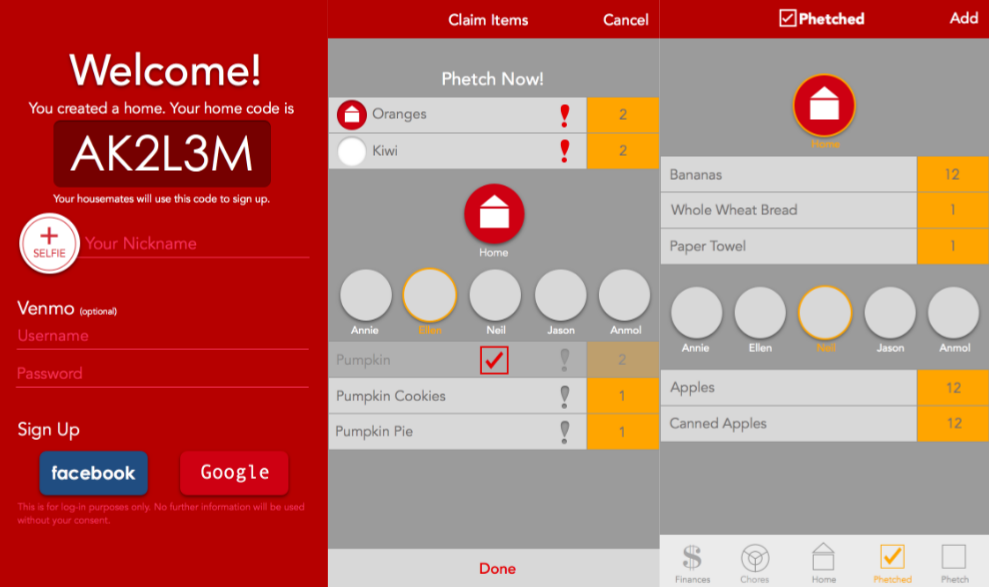 Welcome!
You created a home. Your home code is
AK2L3M
Your housemates will use this code to sign up.
+
SELFIE
Your Nickname
Venmo (optional)
Username
Password
Sign Up
facebook
Google
This is for log-in purposes only. No further information will be used
without your consent.
Claim Items
Cancel
Phetch Now!
Oranges ! 2
Kiwi ! 2
Home
Annie Ellen Neil Jason Anmol
Pumpkin ! 2
Pumpkin Cookies ! 1
Pumpkin Pie ! 1
Done
Phetched
Add
Home
Bananas 12
Whole Wheat Bread 1
Paper Towel 1
Annie Ellen Neil Jason Anmol
Apples 12
Canned Apples 12
$
Finances Chores Home Phetched Phetch